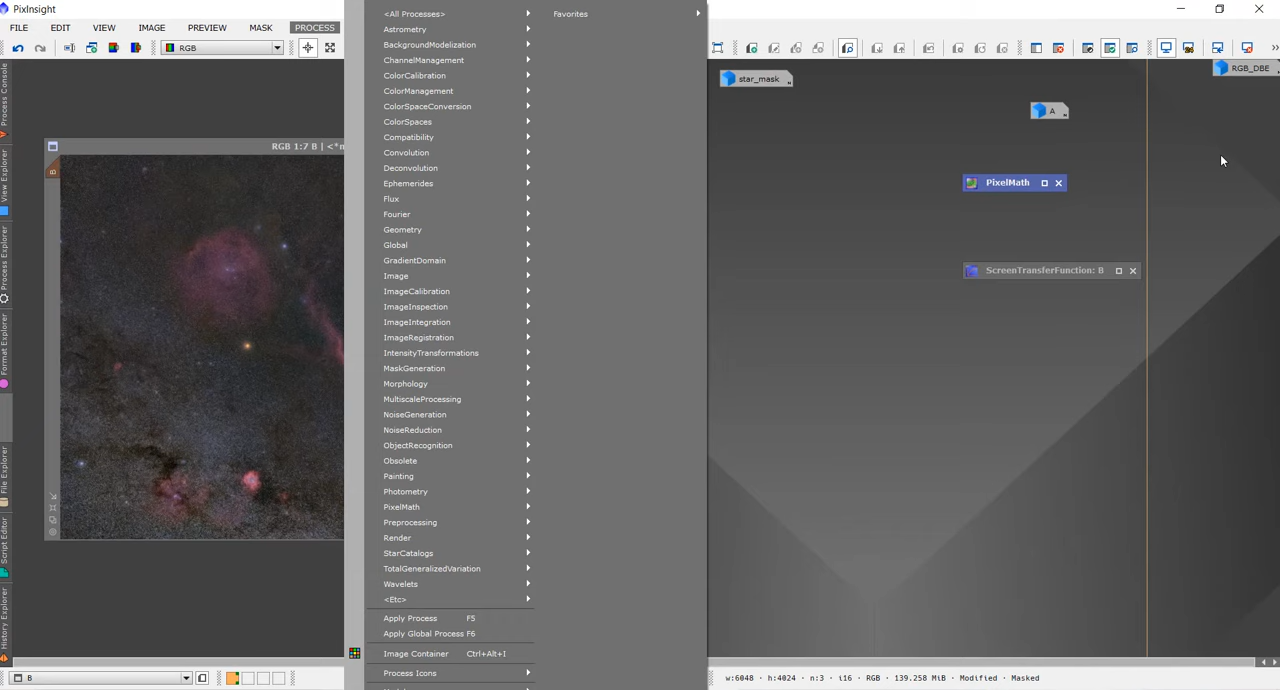 PixInsight
FILE EDIT VIEW IMAGE PREVIEW MASK PROCESS
RGB
Process Console
View Explorer
Process Explorer
Format Explorer
File Explorer
Script Editor
History Explorer
RGB 1:7 B | <*n
B
<All Processes>
Astrometry
BackgroundModelization
ChannelManagement
ColorCalibration
ColorManagement
ColorSpaceConversion
ColorSpaces
Compatibility
Convolution
Deconvolution
Ephemerides
Flux
Fourier
Geometry
Global
GradientDomain
Image
ImageCalibration
ImageInspection
ImageIntegration
ImageRegistration
IntensityTransformations
MaskGeneration
Morphology
MultiscaleProcessing
NoiseGeneration
NoiseReduction
ObjectRecognition
Obsolete
Painting
Photometry
PixelMath
Preprocessing
Render
StarCatalogs
TotalGeneralizedVariation
Wavelets
<Etc>
Apply Process F5
Apply Global Process F6
Image Container Ctrl+Alt+I
Process Icons
Favorites
star_mask
RGB_DBE
A
PixelMath
ScreenTransferFunction: B
B
w:6048 · h:4024 · n:3 · i16 · RGB · 139.258 MiB · Modified · Masked